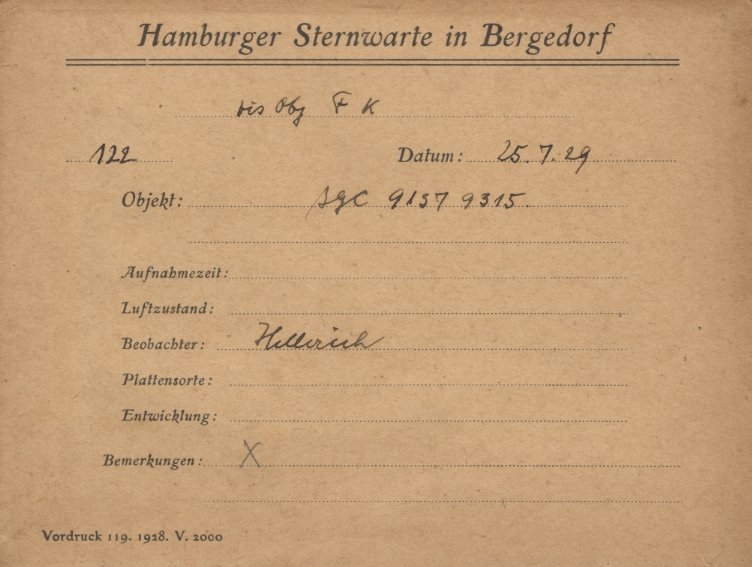 Hamburger Sternwarte in Bergedorf
vis Obj F K
122 Datum: 25.7.29
Objekt: 9157 9315.
Aufnahmezeit:
Luftzustand:
Beobachter: Hellerich
Plattensorte:
Entwicklung:
Bemerkungen: X
Vordruck 119. 1928. V. 2000